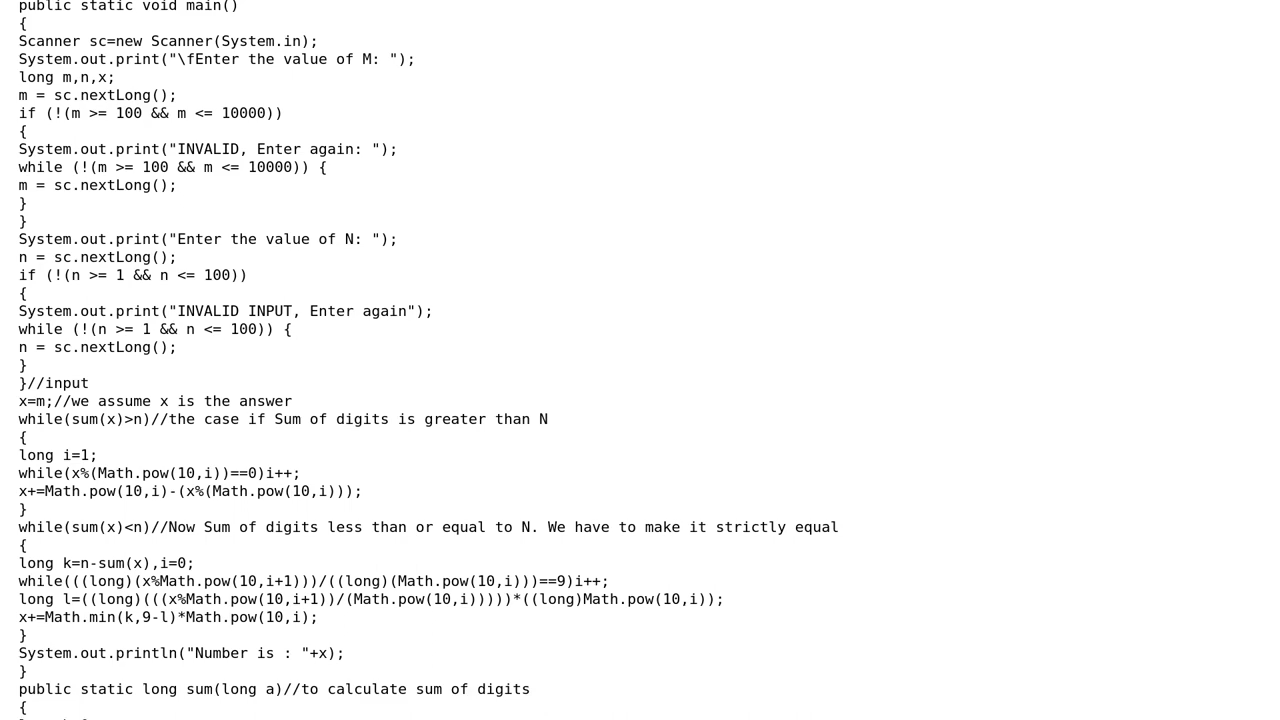 public static void main()
{
Scanner sc=new Scanner(System.in);
System.out.print("\fEnter the value of M: ");
long m,n,x;
m = sc.nextLong();
if (!(m >= 100 && m <= 10000))
{
System.out.print("INVALID, Enter again: ");
while (!(m >= 100 && m <= 10000)) {
m = sc.nextLong();
}
}
System.out.print("Enter the value of N: ");
n = sc.nextLong();
if (!(n >= 1 && n <= 100))
{
System.out.print("INVALID INPUT, Enter again");
while (!(n >= 1 && n <= 100)) {
n = sc.nextLong();
}
}//input
x=m;//we assume x is the answer
while(sum(x)>n)//the case if Sum of digits is greater than N
{
long i=1;
while(x%(Math.pow(10,i))==0)i++;
x+=Math.pow(10,i)-(x%(Math.pow(10,i)));
}
while(sum(x)<n)//Now Sum of digits less than or equal to N. We have to make it strictly equal
{
long k=n-sum(x),i=0;
while(((long)(x%Math.pow(10,i+1)))/((long)(Math.pow(10,i)))==9)i++;
long l=((long)(((x%Math.pow(10,i+1))/(Math.pow(10,i)))))*((long)Math.pow(10,i));
x+=Math.min(k,9-l)*Math.pow(10,i);
}
System.out.println("Number is : "+x);
}
public static long sum(long a)//to calculate sum of digits
{